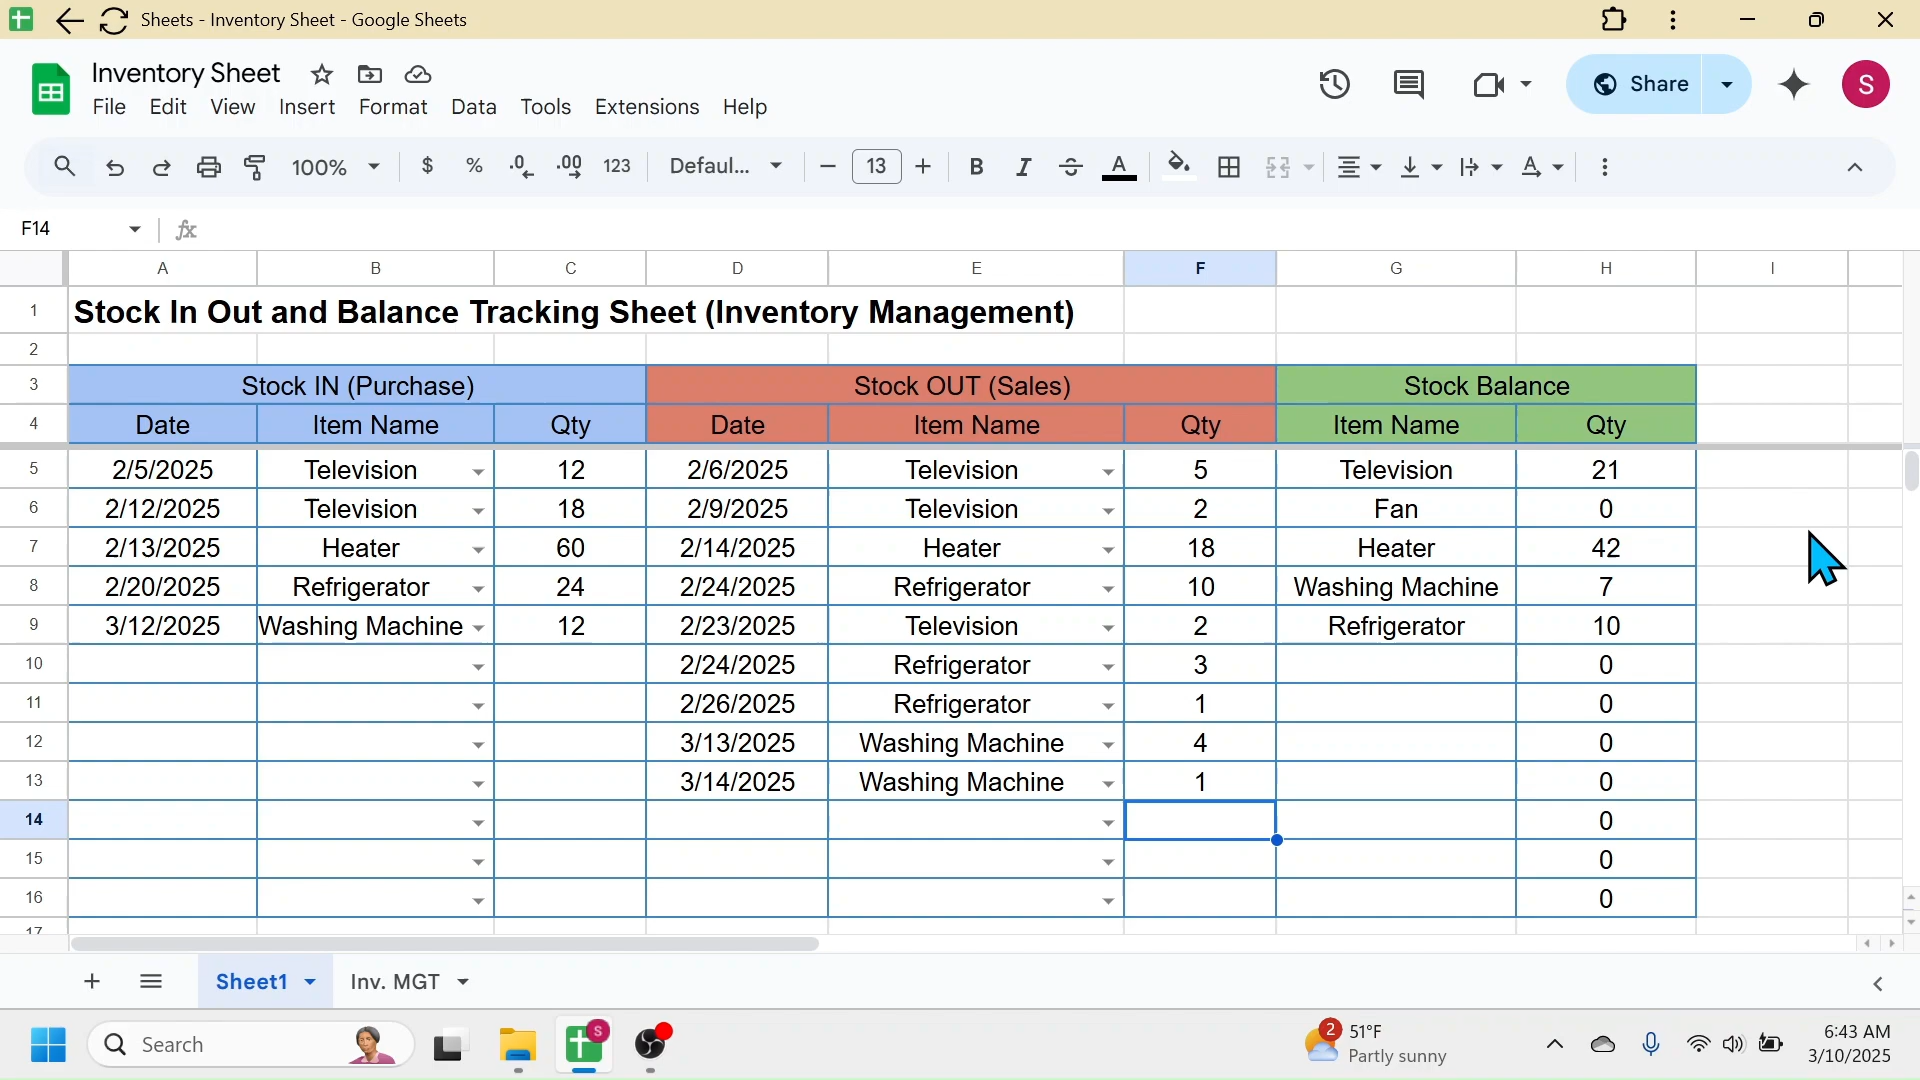 Sheets - Inventory Sheet - Google Sheets
Inventory Sheet
File Edit View Insert Format Data Tools Extensions Help
Share
S
100% $ % .0 .00 123 Defaul... 13 B I A
F14 fx
A B C D E F G H I
1 Stock In Out and Balance Tracking Sheet (Inventory Management)
2
3 Stock IN (Purchase) Stock OUT (Sales) Stock Balance
4 Date Item Name Qty Date Item Name Qty Item Name Qty
5 2/5/2025 Television 12 2/6/2025 Television 5 Television 21
6 2/12/2025 Television 18 2/9/2025 Television 2 Fan 0
7 2/13/2025 Heater 60 2/14/2025 Heater 18 Heater 42
8 2/20/2025 Refrigerator 24 2/24/2025 Refrigerator 10 Washing Machine 7
9 3/12/2025 Washing Machine 12 2/23/2025 Television 2 Refrigerator 10
10 2/24/2025 Refrigerator 3 0
11 2/26/2025 Refrigerator 1 0
12 3/13/2025 Washing Machine 4 0
13 3/14/2025 Washing Machine 1 0
14 0
15 0
16 0
17
Sheet1 Inv. MGT
Search
S
2 51°F
Partly sunny
6:43 AM
3/10/2025